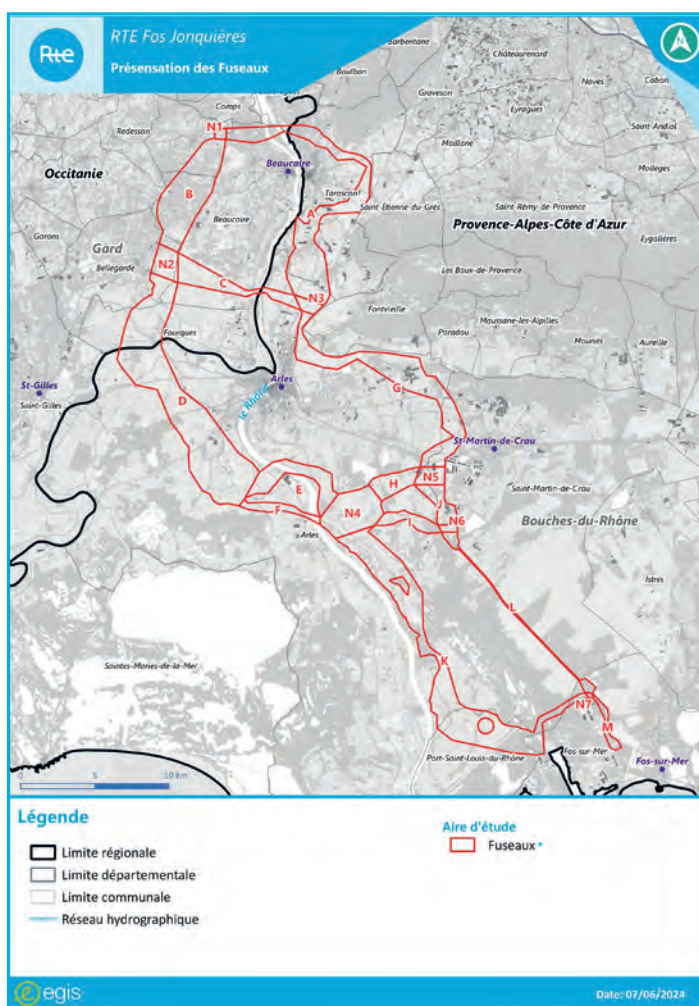 Rte
RTE Fos Jonquières
Présensation des Fuseaux
N
Barbentane
Châteaurenard
Boulbon
Graveson
Noves
Caban
Comps
Eyragues
Redessan
N1
Saint-Andiol
Maillane
Mollèges
Beaucaire
Occitanie
B
Tarascon
Saint-Étienne-du-Grès
Saint-Rémy-de-Provence
A
Beaucaire
Provence-Alpes-Côte d'Azur
Garons
Gard
Eygalières
Bellegarde
N2
C
Les Baux-de-Provence
N3
Fontvieille
Maussane-les-Alpilles
Fourques
Paradou
Mouriès
Aureille
St-Gilles
Saint-Gilles
Arles
G
le Rhône
D
St-Martin-de-Crau
N5
H
E
Saint-Martin-de-Crau
J
F
N4
I
N6
Bouches-du-Rhône
Arles
Istres
L
Saintes-Maries-de-la-Mer
K
N7
M
Port-Saint-Louis-du-Rhône
Fos-sur-Mer
Fos-sur-Mer
0 5 10 km
Légende
Aire d'étude
Limite régionale
Fuseaux *
Limite départementale
Limite communale
Réseau hydrographique
egis
Date: 07/06/2024